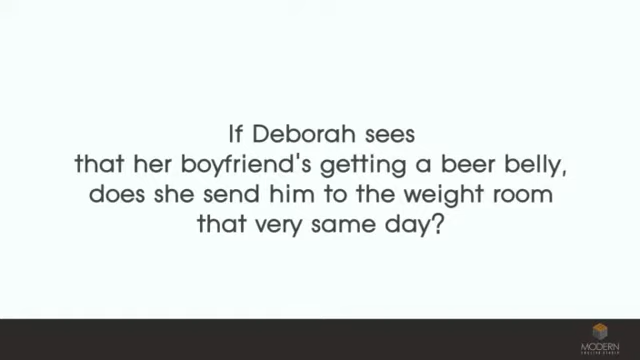 If Deborah sees
that her boyfriend's getting a beer belly,
does she send him to the weight room
that very same day?
MODERN